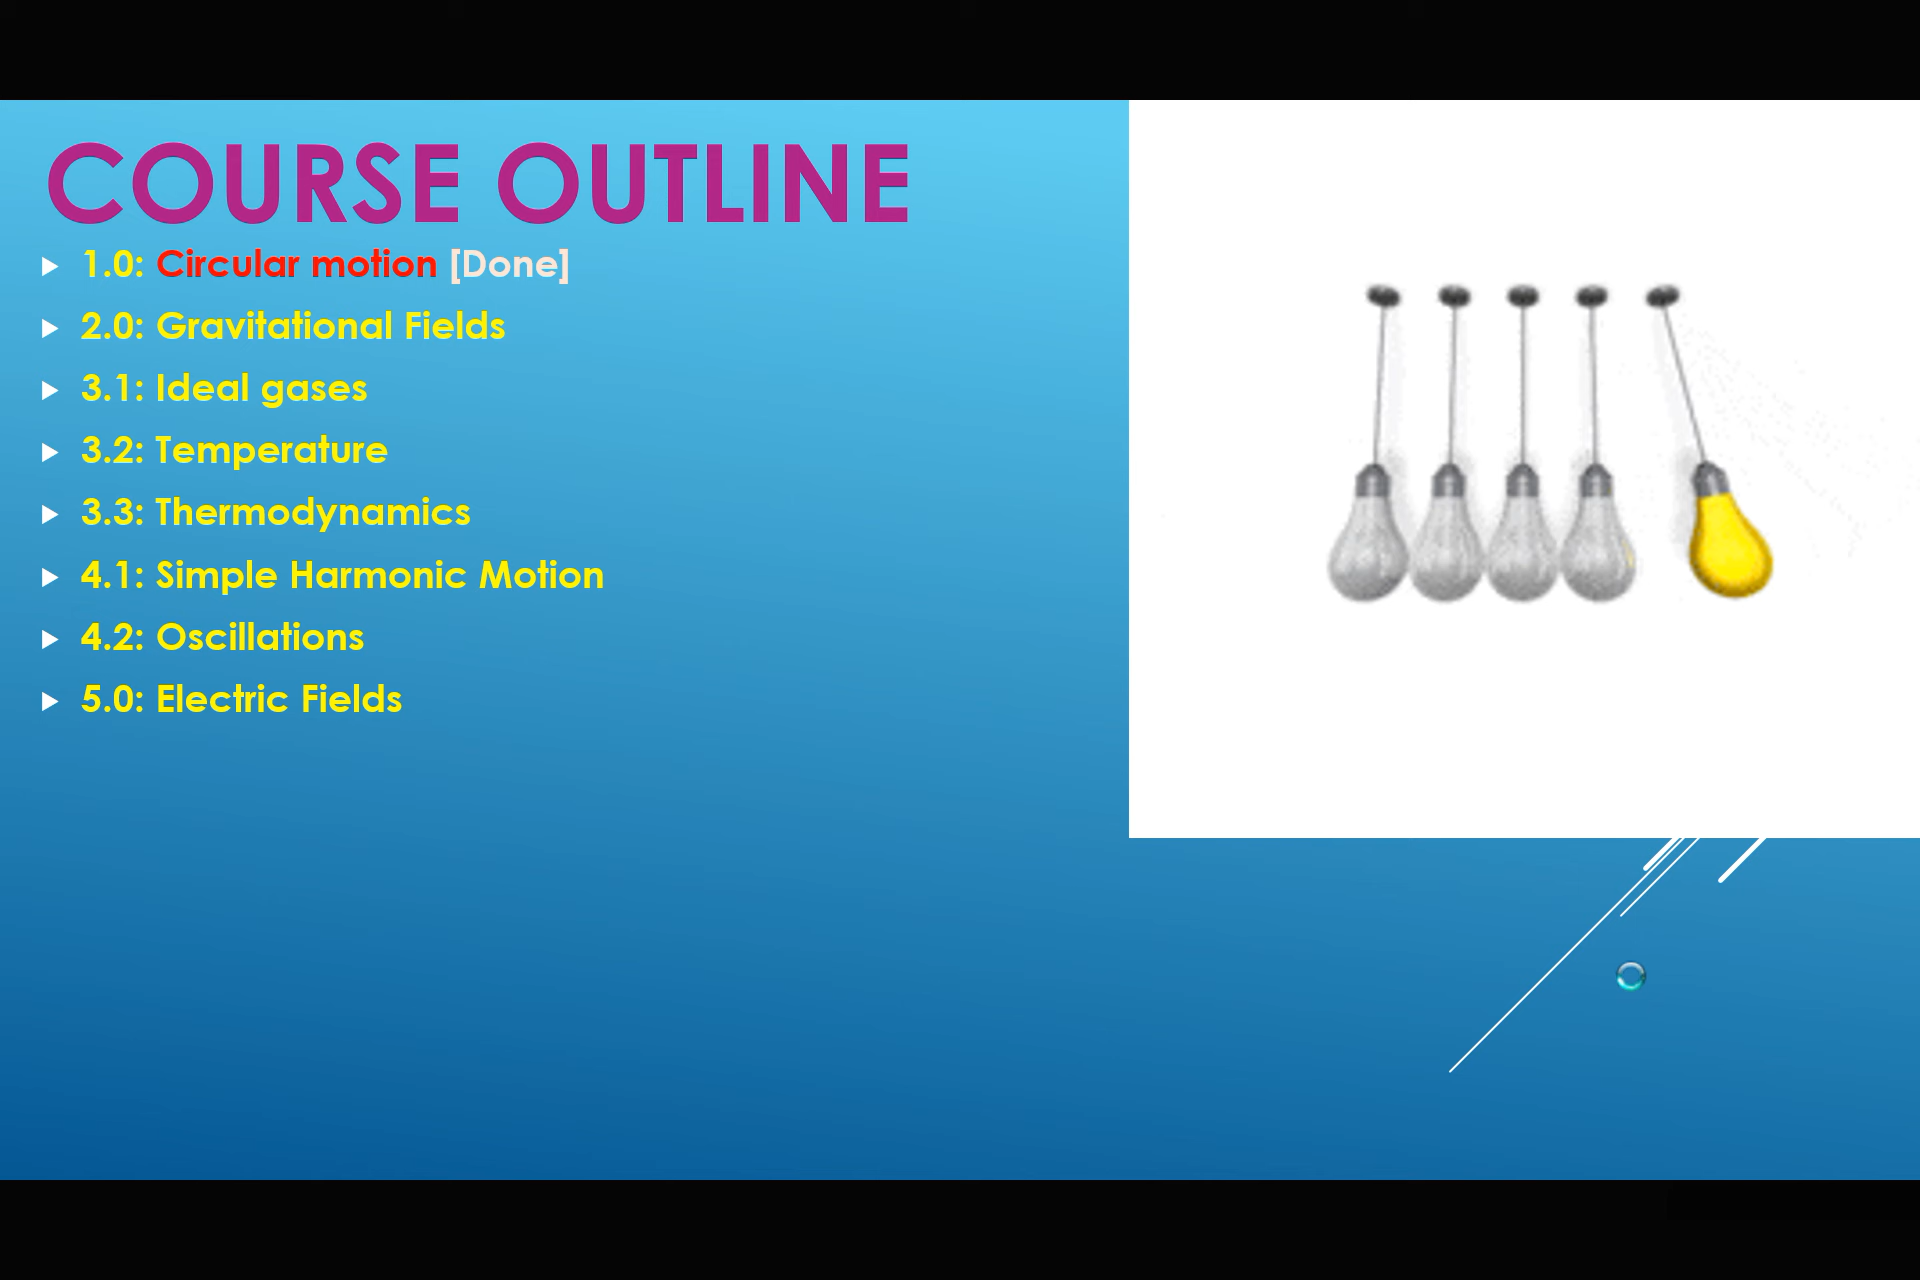 COURSE OUTLINE
1.0: Circular motion [Done]
2.0: Gravitational Fields
3.1: Ideal gases
3.2: Temperature
3.3: Thermodynamics
4.1: Simple Harmonic Motion
4.2: Oscillations
5.0: Electric Fields